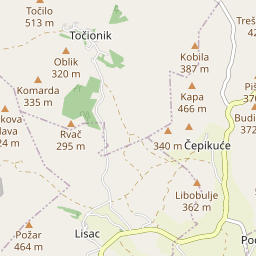 Točilo
513 m
Točionik
Oblik
320 m
Kobila
387 m
Komarda
335 m
Kapa
466 m
Rvač
295 m
340 m
Čepikuće
Libobulje
362 m
Lisac
Požar
464 m